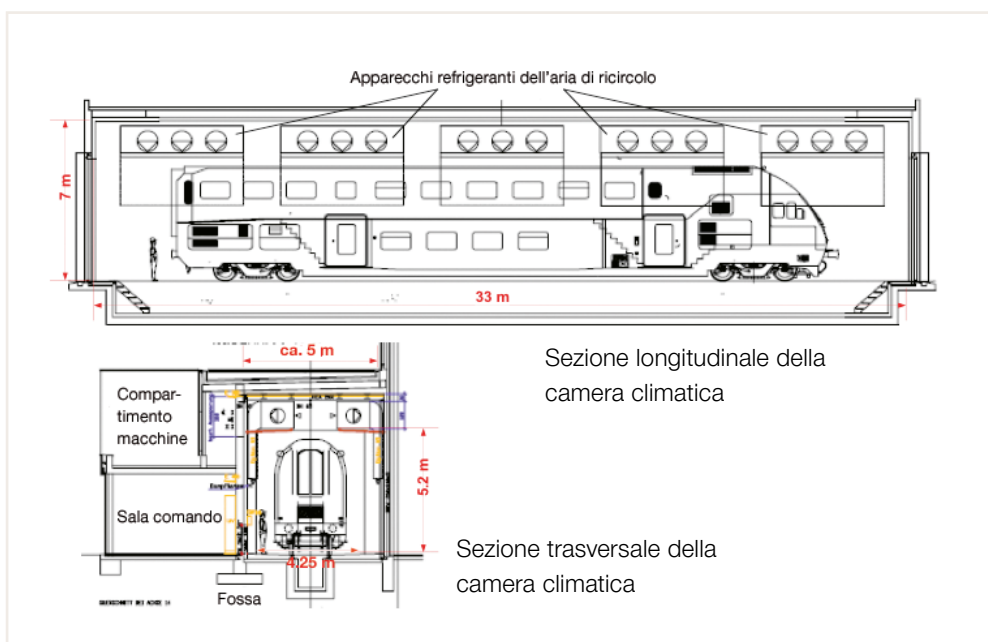 Apparecchi refrigeranti dell'aria di ricircolo
7 m
33 m
ca. 5 m
Sezione longitudinale della
camera climatica
Compar-
timento
macchine
5.2 m
Sala comando
4.25 m
Sezione trasversale della
camera climatica
Fossa